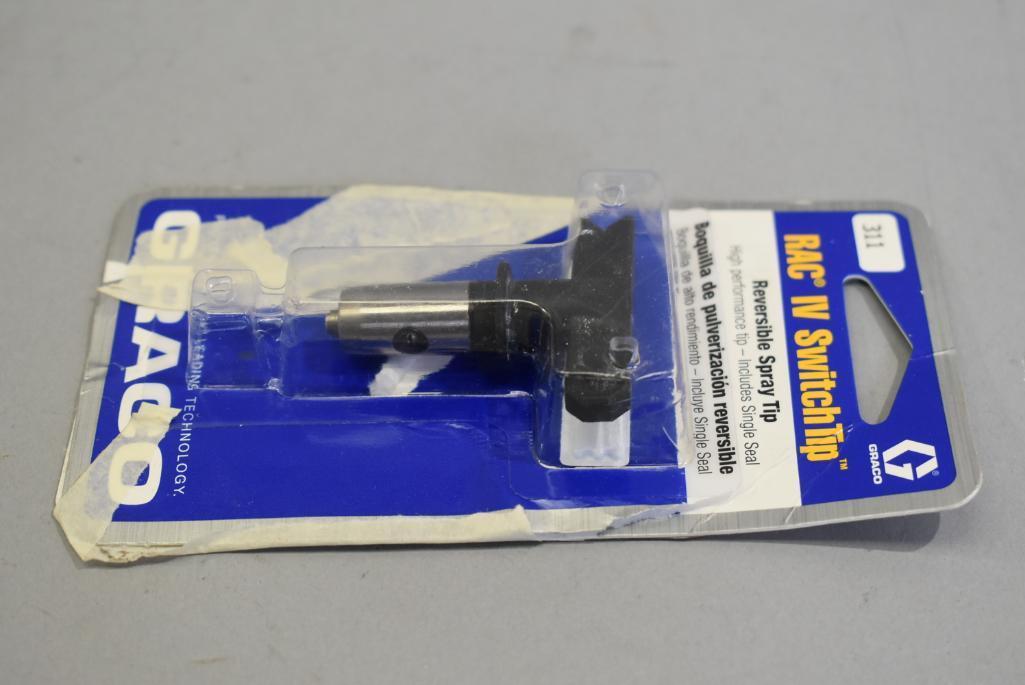 311
GRACO
RAC® IV SwitchTip™
Reversible Spray Tip
High performance tip – Includes Single Seal
Boquilla de pulverización reversible
Boquilla de alto rendimiento – Incluye Single Seal
GRACO
LEADING TECHNOLOGY